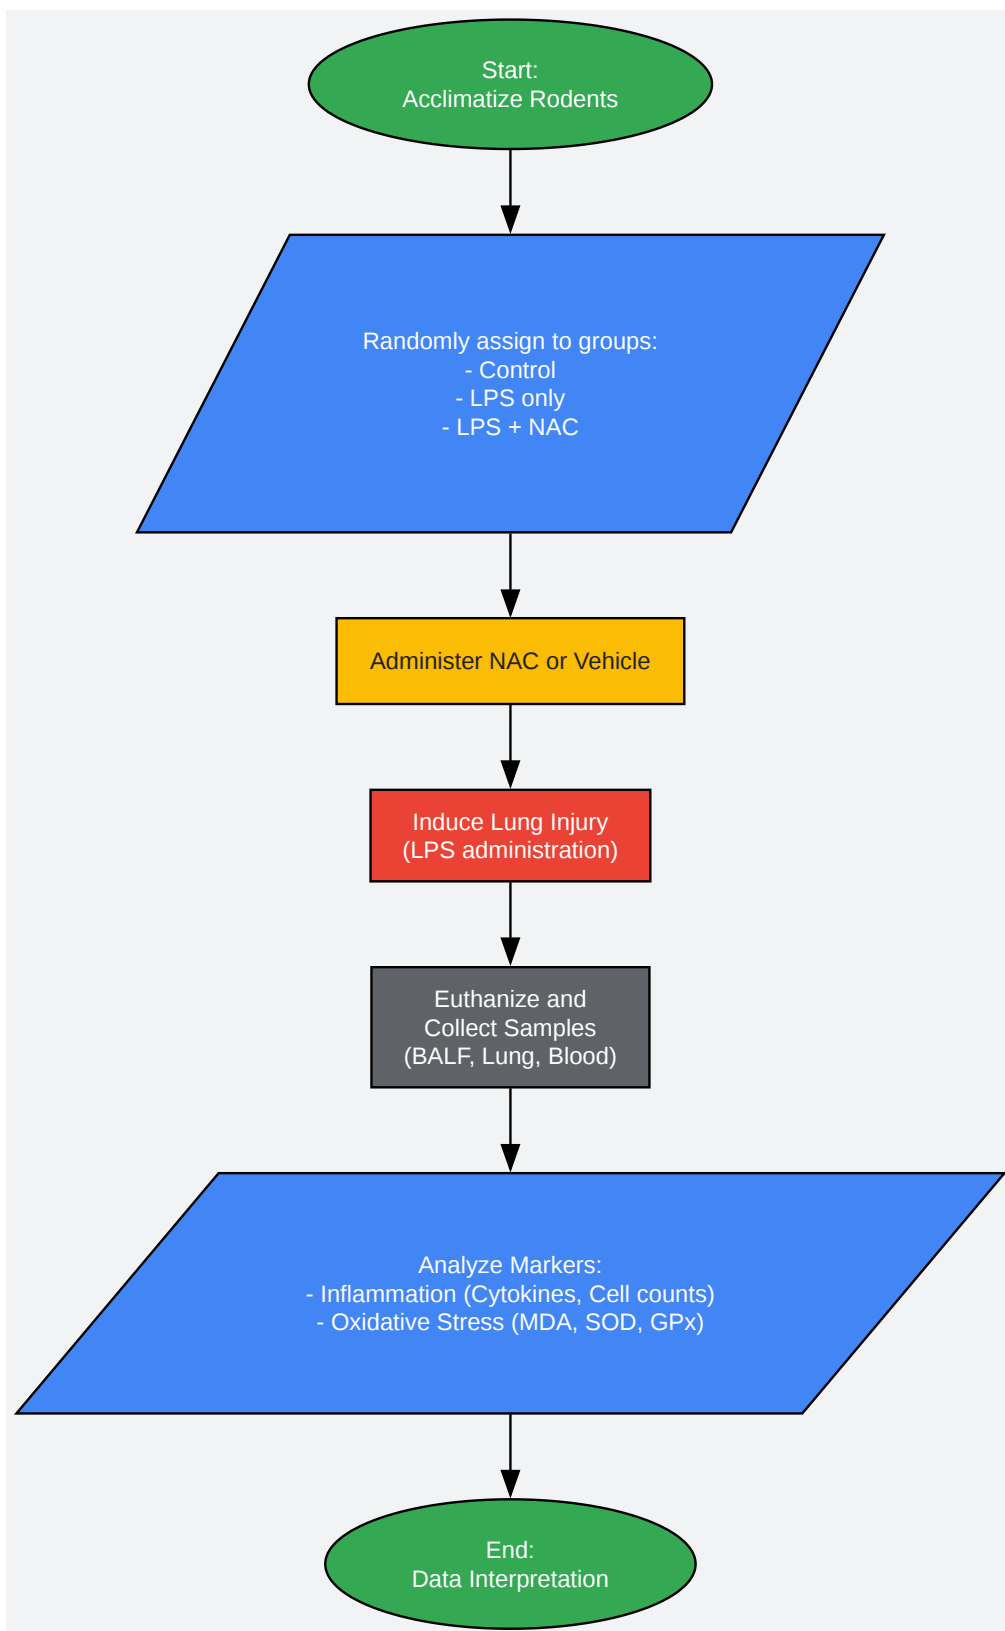 Start:
Acclimatize Rodents
Randomly assign to groups:
- Control
- LPS only
- LPS + NAC
Administer NAC or Vehicle
Induce Lung Injury
(LPS administration)
Euthanize and
Collect Samples
(BALF, Lung, Blood)
Analyze Markers:
- Inflammation (Cytokines, Cell counts)
- Oxidative Stress (MDA, SOD, GPx)
End:
Data Interpretation